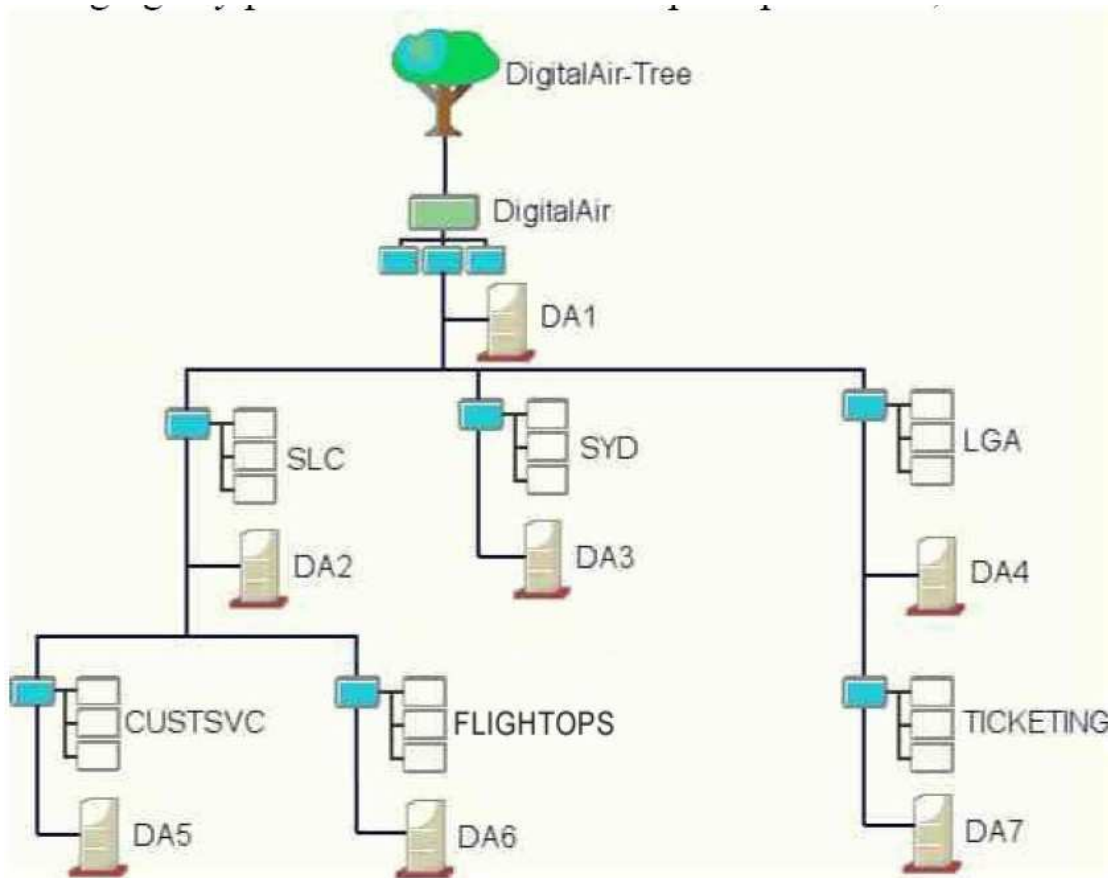 DigitalAir-Tree
DigitalAir
DA1
SLC
SYD
LGA
DA2
DA3
DA4
CUSTSVC
FLIGHTOPS
TICKETING
DA5
DA6
DA7